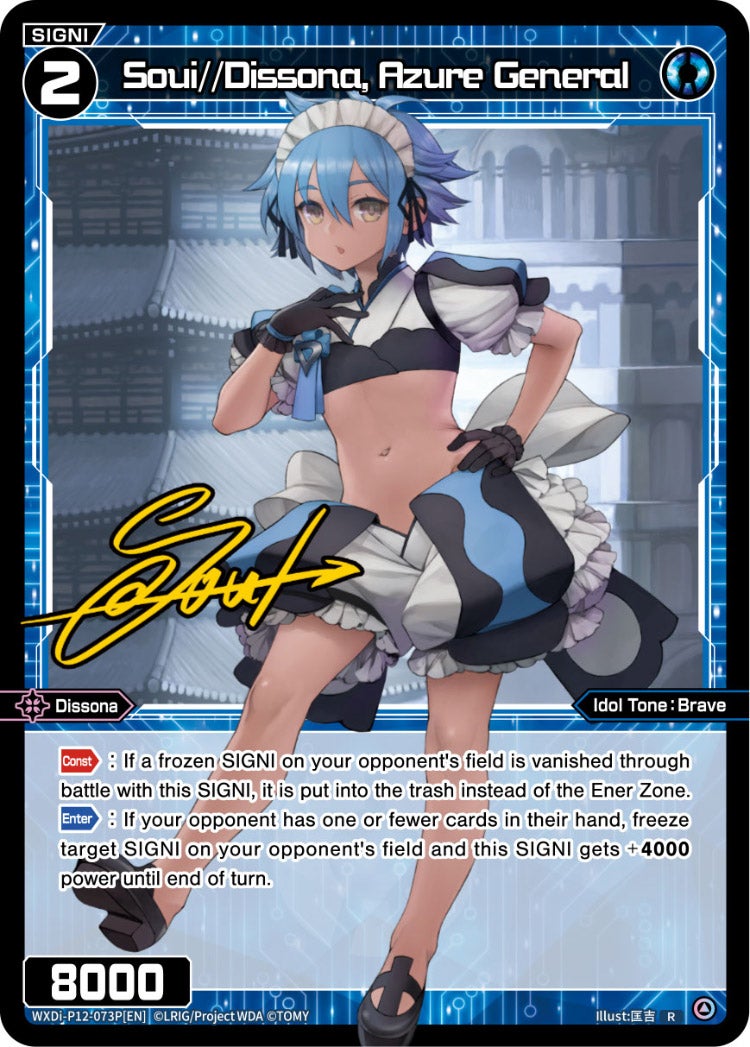 SIGNI
2
Soui//Dissona, Azure General
Soui
Dissona
Idol Tone:Brave
Const : If a frozen SIGNI on your opponent's field is vanished through
battle with this SIGNI, it is put into the trash instead of the Ener Zone.
Enter : If your opponent has one or fewer cards in their hand, freeze
target SIGNI on your opponent's field and this SIGNI gets +4000
power until end of turn.
8000
WXDi-P12-073P[EN] ©LRIG/Project WDA ©TOMY
Illust:匡吉 R